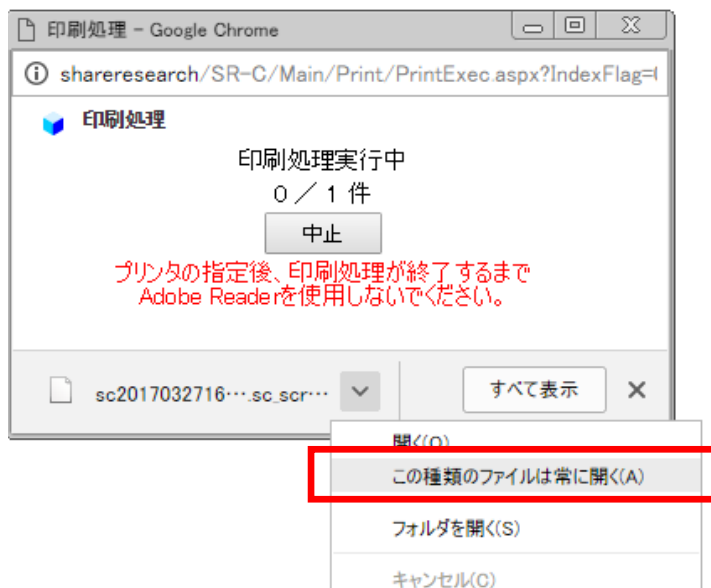 印刷処理 - Google Chrome
shareresearch/SR-C/Main/Print/PrintExec.aspx?IndexFlag=
印刷処理
印刷処理実行中
0／1 件
中止
プリンタの指定後、印刷処理が終了するまで
Adobe Readerを使用しないでください。
sc2017032716….sc_scr…
すべて表示
開く(O)
この種類のファイルは常に開く(A)
フォルダを開く(S)
キャンセル(C)